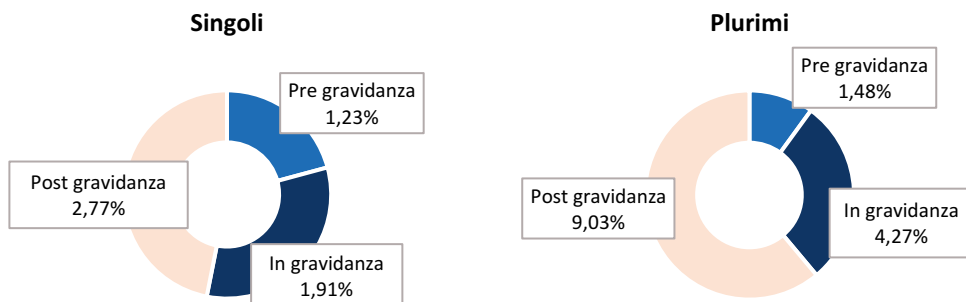 Singoli
Pre gravidanza
1,23%
Post gravidanza
2,77%
In gravidanza
1,91%
Plurimi
Pre gravidanza
1,48%
Post gravidanza
9,03%
In gravidanza
4,27%